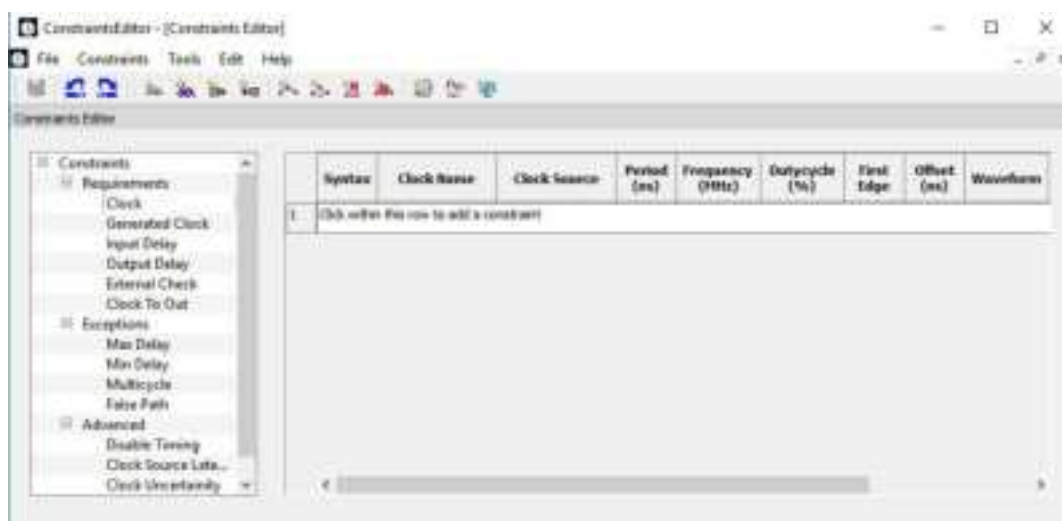 ConstraintsEditor - [Constraints Editor]
File Constraints Tools Edit Help
Constraints Editor
Constraints
Requirements
Clock
Generated Clock
Input Delay
Output Delay
External Check
Clock To Out
Exceptions
Max Delay
Min Delay
Multicycle
False Path
Advanced
Disable Timing
Clock Source Late...
Clock Uncertainity
Syntax Clock Name Clock Source Period (ns) Frequency (MHz) Dutycycle (%) First Edge Offset (ns) Waveform
1 Click within this row to add a constraint